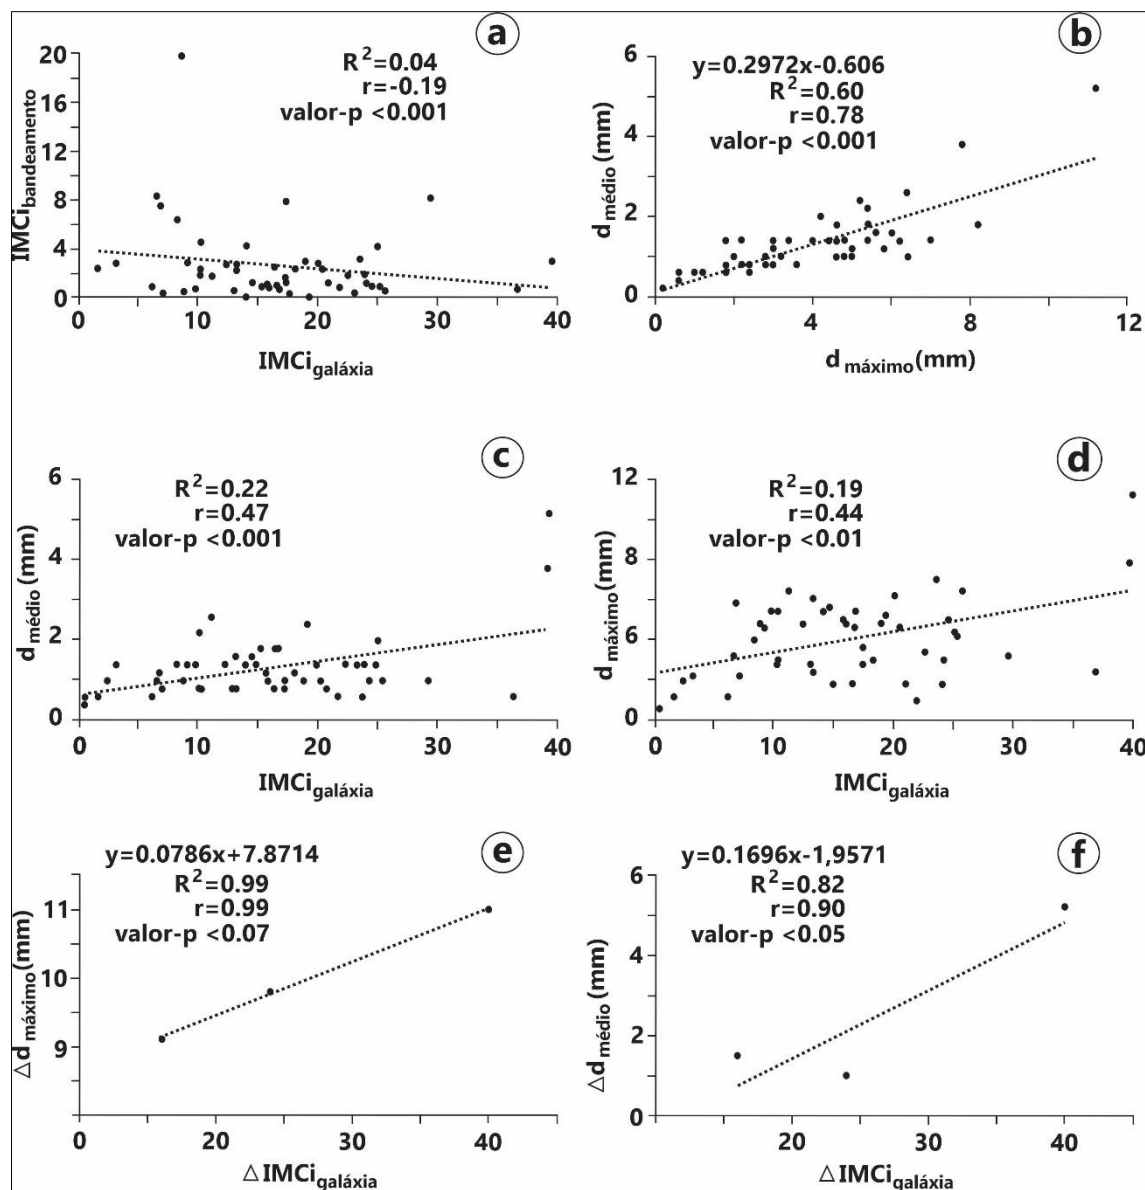 a
R²=0.04
r=-0.19
valor-p <0.001
IMCi bandeamento
20
16
12
8
4
0
0 10 20 30 40
IMCi galáxia
b
y=0.2972x-0.606
R²=0.60
r=0.78
valor-p <0.001
d médio (mm)
6
4
2
0
0 4 8 12
d máximo (mm)
c
R²=0.22
r=0.47
valor-p <0.001
d médio (mm)
6
4
2
0
0 10 20 30 40
IMCi galáxia
d
R²=0.19
r=0.44
valor-p <0.01
d máximo (mm)
12
8
6
0
0 10 20 30 40
IMCi galáxia
e
y=0.0786x+7.8714
R²=0.99
r=0.99
valor-p <0.07
△d máximo (mm)
11
10
9
0 20 30 40
△ IMCi galáxia
f
y=0.1696x-1,9571
R²=0.82
r=0.90
valor-p <0.05
△d médio (mm)
6
4
2
0
20 30 40
△ IMCi galáxia